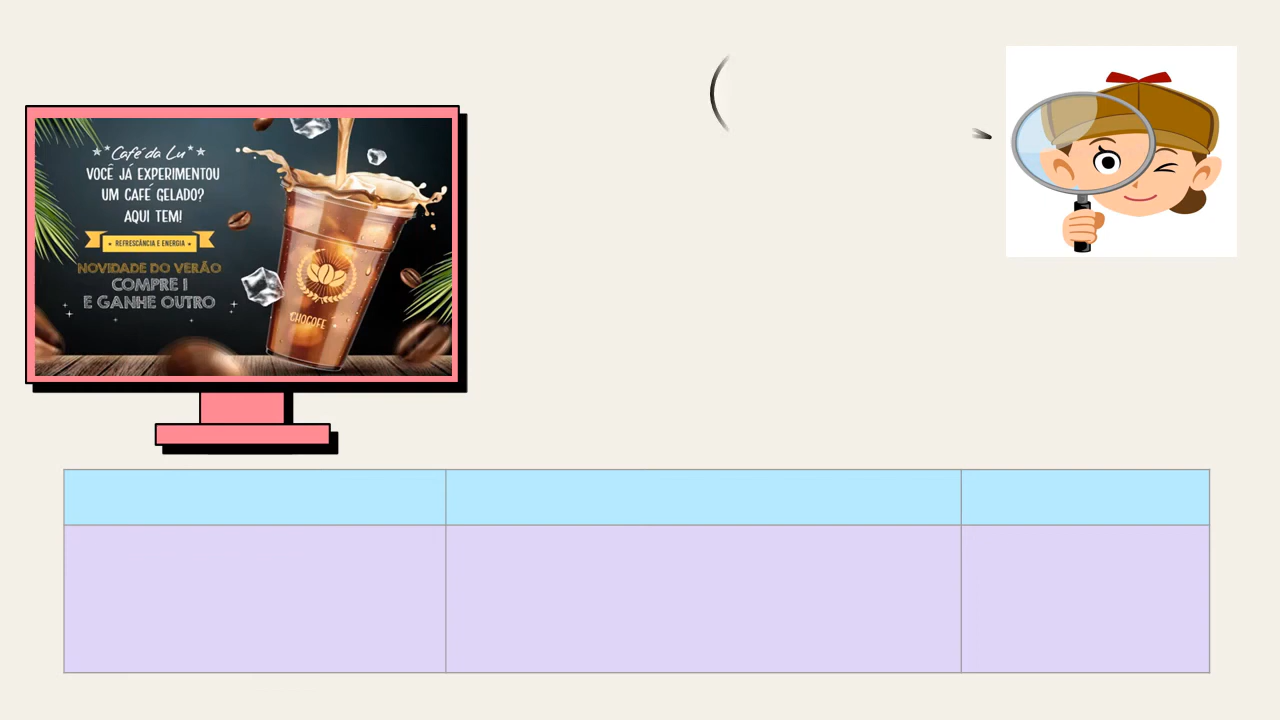 Café da Lu
VOCÊ JÁ EXPERIMENTOU
UM CAFÉ GELADO?
AQUI TEM!
REFRESCÂNCIA E ENERGIA
NOVIDADE DO VERÃO
COMPRE 1
E GANHE OUTRO
CHOCOFE